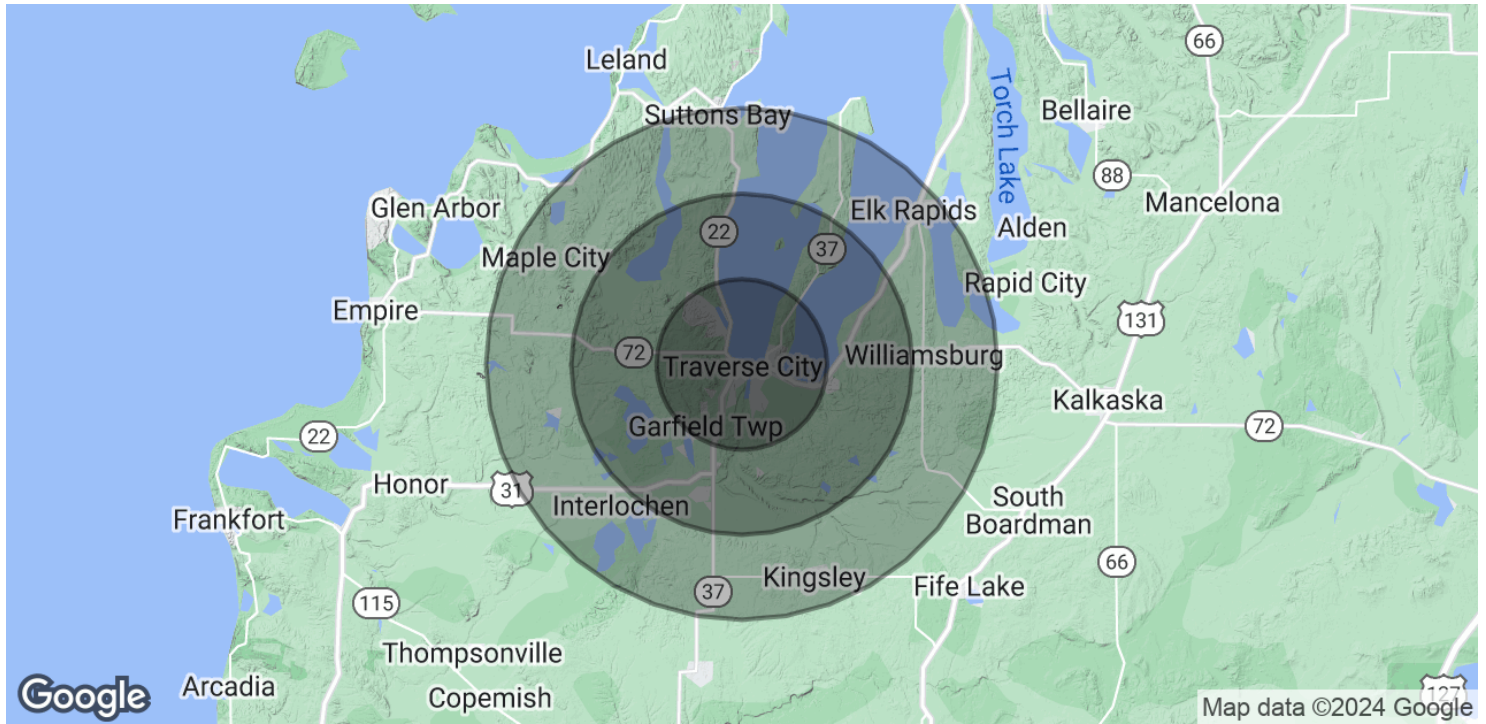 66
Leland
Torch Lake
Bellaire
Suttons Bay
88
Mancelona
Glen Arbor
Elk Rapids
22
Alden
37
Maple City
Rapid City
Empire
131
72
Williamsburg
Traverse City
Kalkaska
Garfield Twp
72
22
Honor
31
Interlochen
South
Boardman
Frankfort
66
Kingsley
Fife Lake
37
115
Thompsonville
Arcadia
Copemish
127
Google
Map data ©2024 Google